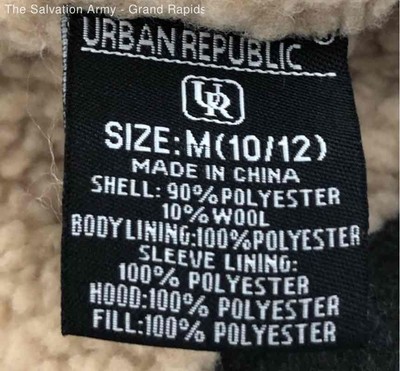 The Salvation Army - Grand Rapids
URBAN REPUBLIC ®
UR
SIZE: M(10/12)
MADE IN CHINA
SHELL: 90% POLYESTER
10% WOOL
BODY LINING:100%POLYESTER
SLEEVE LINING:
100% POLYESTER
HOOD:100% POLYESTER
FILL:100% POLYESTER